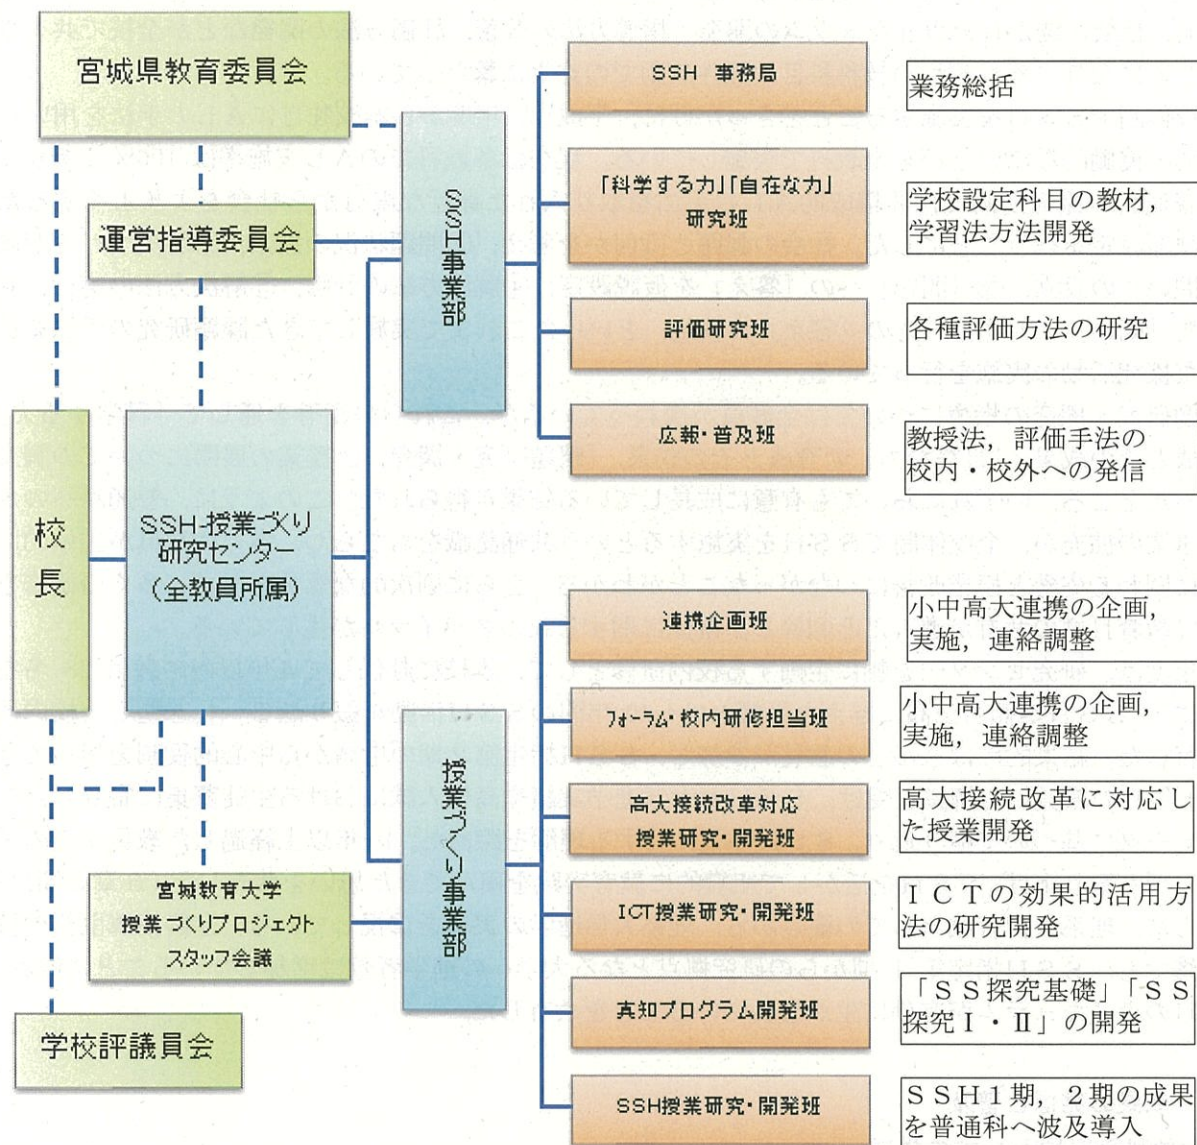 宮城県教育委員会
運営指導委員会
校
長
SSH-授業づくり
研究センター
(全教員所属)
宮城教育大学
授業づくりプロジェクト
スタッフ会議
学校評議員会
SSH事業部
SSH 事務局
業務総括
「科学する力」「自在な力」
研究班
学校設定科目の教材,
学習法方法開発
評価研究班
各種評価方法の研究
広報・普及班
教授法,評価手法の
校内・校外への発信
授業づくり事業部
連携企画班
小中高大連携の企画,
実施,連絡調整
フォーラム・校内研修担当班
小中高大連携の企画,
実施,連絡調整
高大接続改革対応
授業研究・開発班
高大接続改革に対応し
た授業開発
ICT授業研究・開発班
ICTの効果的活用方
法の研究開発
真知プログラム開発班
「SS探究基礎」「SS
探究Ⅰ・Ⅱ」の開発
SSH授業研究・開発班
SSH1期,2期の成果
を普通科へ波及導入